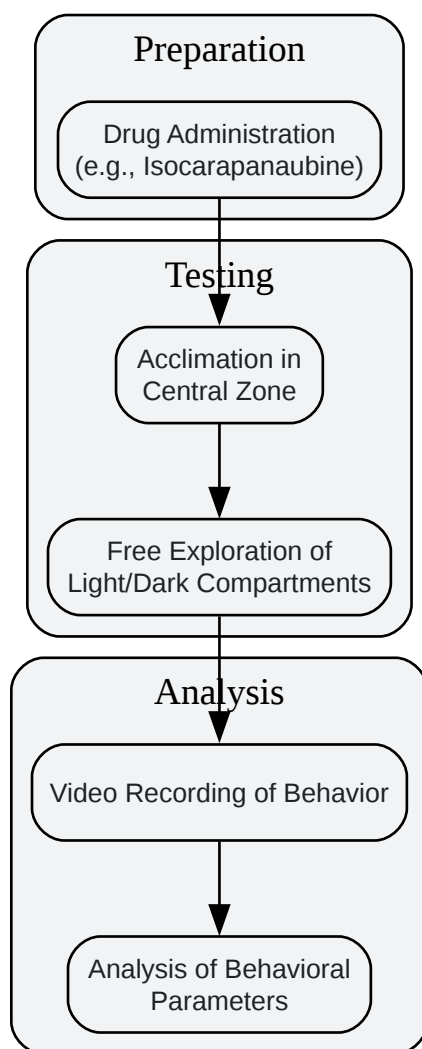 Preparation
Drug Administration
(e.g., Isocarapanaubine)
Testing
Acclimation in
Central Zone
Free Exploration of
Light/Dark Compartments
Analysis
Video Recording of Behavior
Analysis of Behavioral
Parameters